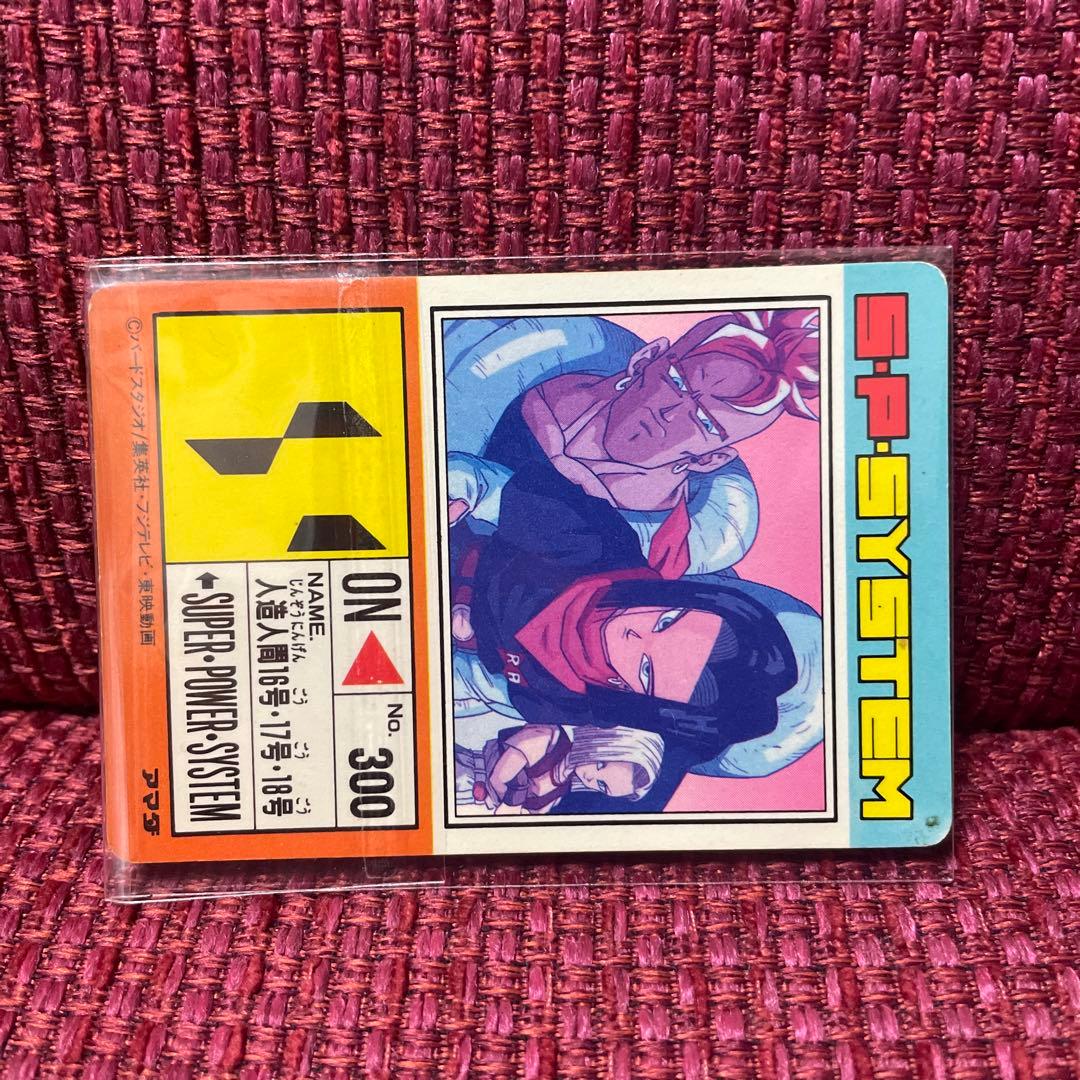 S・P・SYSTEM
RA
ON
No. 300
NAME.
じんぞうにんげん ごう ごう ごう
人造人間16号・17号・18号
SUPER・POWER・SYSTEM
アマダ
©バードスタジオ/集英社・フジテレビ・東映動画